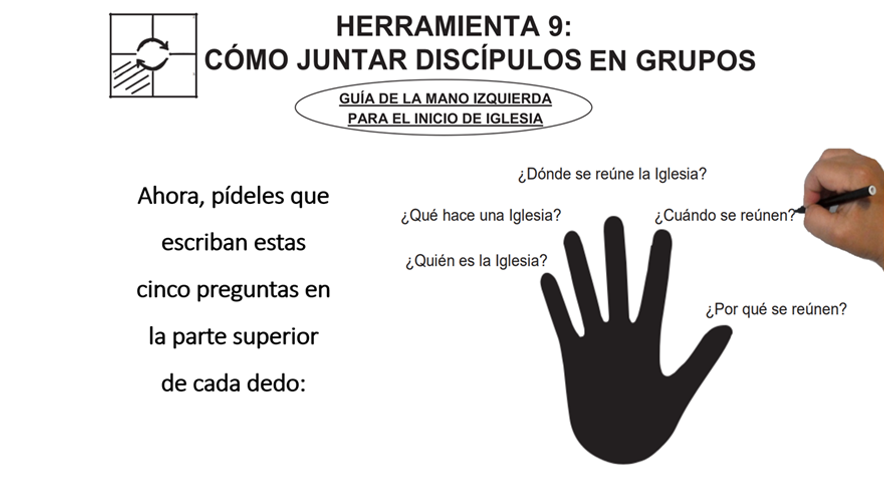 HERRAMIENTA 9:
CÓMO JUNTAR DISCÍPULOS EN GRUPOS
GUÍA DE LA MANO IZQUIERDA
PARA EL INICIO DE IGLESIA
Ahora, pídeles que
escriban estas
cinco preguntas en
la parte superior
de cada dedo:
¿Dónde se reúne la Iglesia?
¿Qué hace una Iglesia?
¿Cuándo se reúnen?
¿Quién es la Iglesia?
¿Por qué se reúnen?